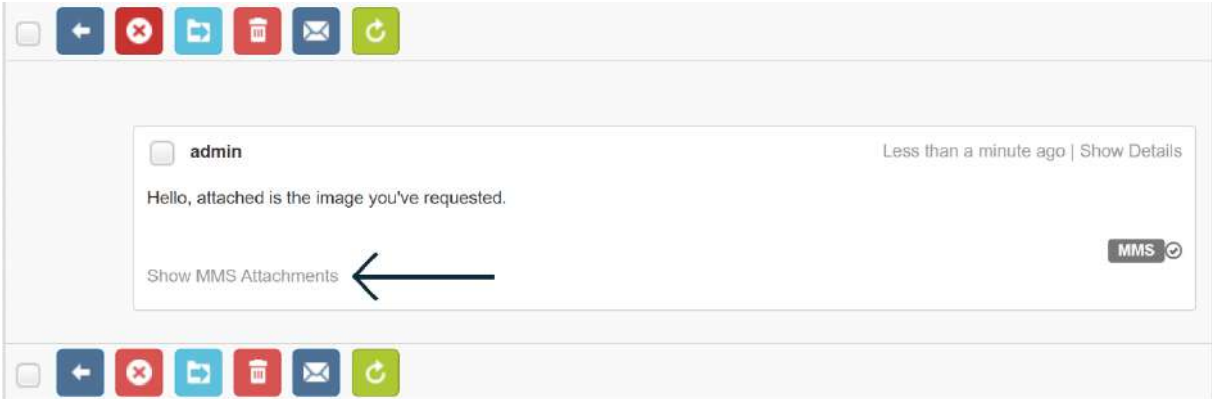 admin
Less than a minute ago | Show Details
Hello, attached is the image you've requested.
MMS
Show MMS Attachments